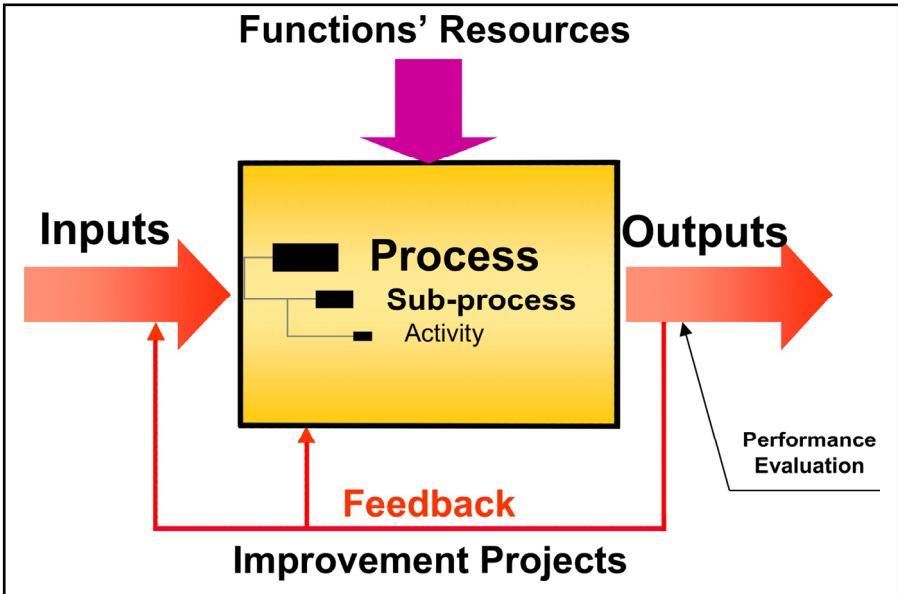 Functions’ Resources
Inputs
Outputs
Process
Sub-process
Activity
Performance
Evaluation
Feedback
Improvement Projects